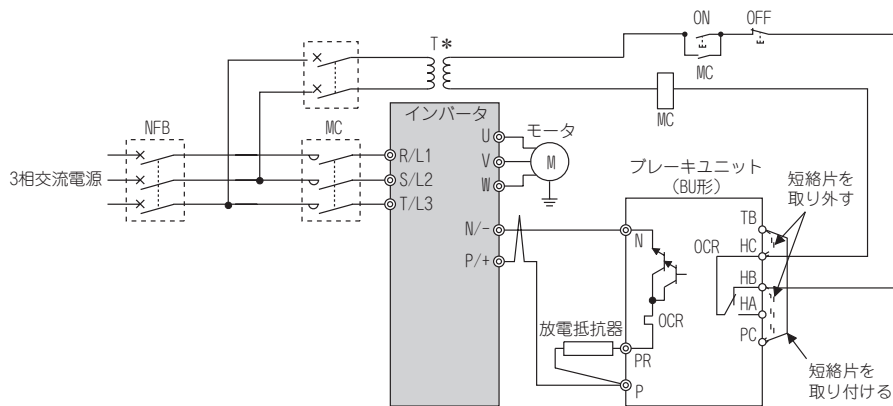 T*
ON
OFF
MC
MC
NFB
MC
インバータ
モータ
3相交流電源
R/L1
S/L2
T/L3
U
V
W
M
N/-
P/+
ブレーキユニット
(BU形)
短絡片を
取り外す
TB
HC
HB
HA
PC
OCR
N
OCR
放電抵抗器
PR
P
短絡片を
取り付ける